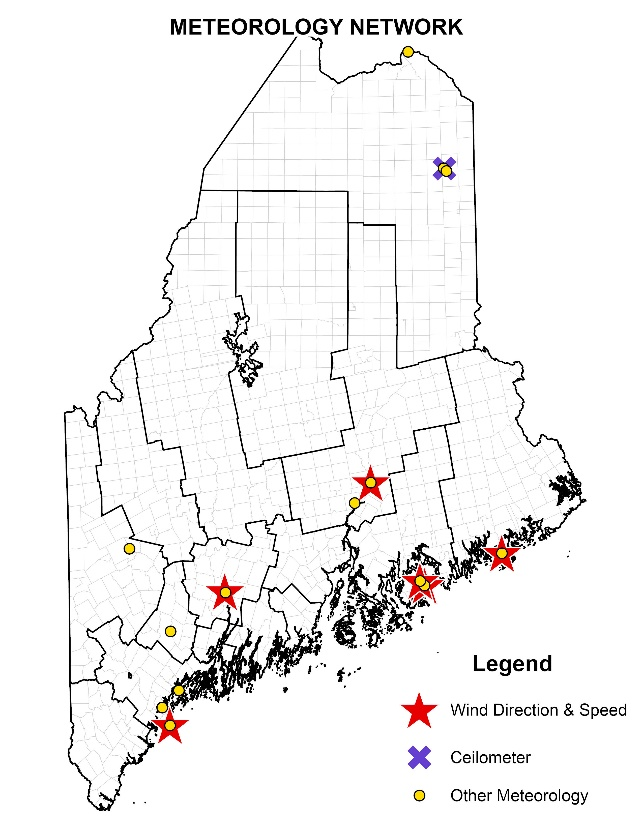 METEOROLOGY NETWORK
Legend
Wind Direction & Speed
Ceilometer
Other Meteorology